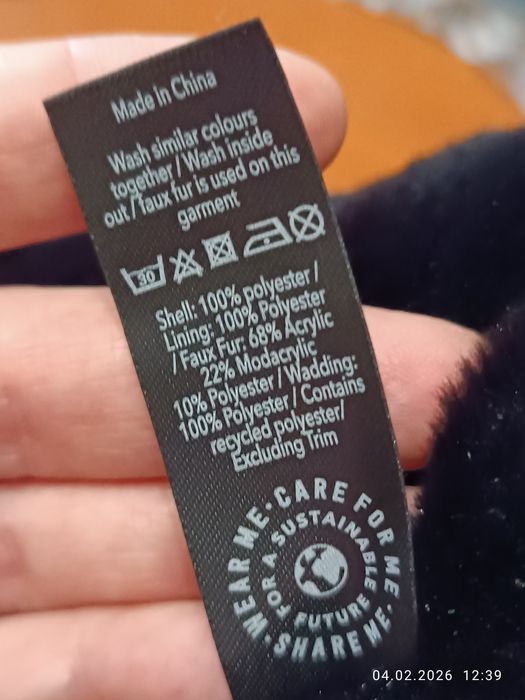 Made in China
Wash similar colours
together / Wash inside
out / faux fur is used on this
garment
30
Shell: 100% polyester /
Lining: 100% Polyester
/ Faux Fur: 68% Acrylic
22% Modacrylic
10% Polyester / Wadding:
100% Polyester / Contains
recycled polyester/
Excluding Trim
WEAR ME · CARE FOR ME · SHARE ME ·
FOR A SUSTAINABLE FUTURE
04.02.2026 12:39